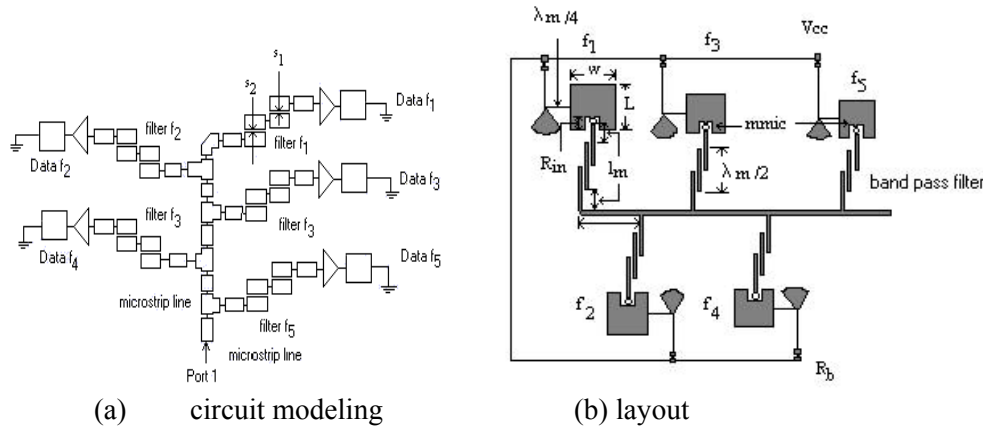 s1
s2
Data f1
filter f1
filter f2
Data f2
Data f3
filter f3
filter f3
Data f4
Data f5
filter f5
microstrip line
microstrip line
Port 1
(a) circuit modeling
λm/4
f1
f3
Vcc
f5
w
L
mmic
Rin
lm
λm/2
band pass filter
f2
f4
Rb
(b) layout